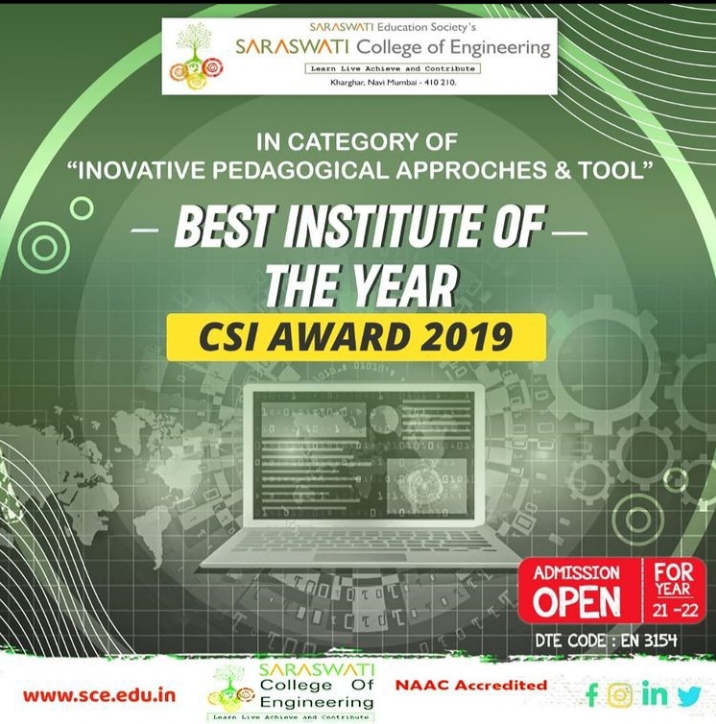 SARASWATI Education Society's
SARASWATI College of Engineering
Learn Live Achieve and Contribute
Kharghar, Navi Mumbai - 410 210.
IN CATEGORY OF
“INOVATIVE PEDAGOGICAL APPROCHES & TOOL”
BEST INSTITUTE OF
THE YEAR
CSI AWARD 2019
ADMISSION
OPEN
FOR
YEAR
21 -22
DTE CODE : EN 3154
www.sce.edu.in
SARASWATI
College Of
Engineering
Learn Live Achieve and Contribute
NAAC Accredited